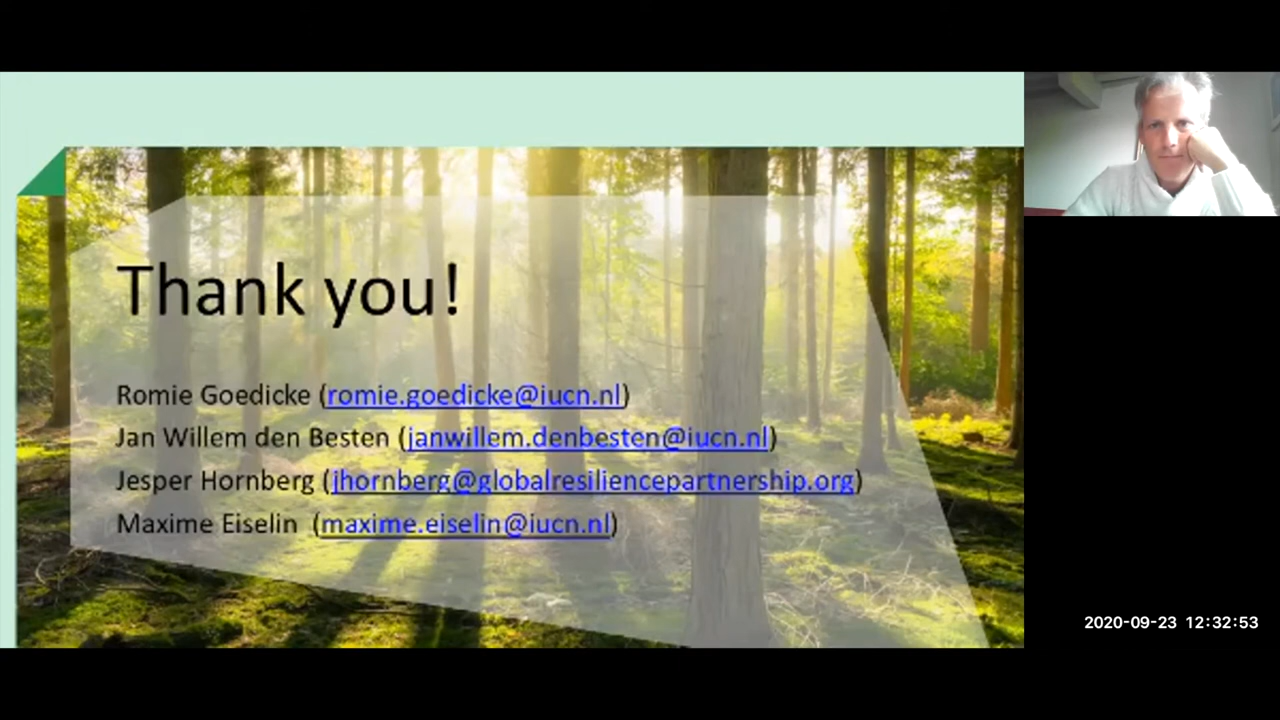 Thank you!
Romie Goedicke (romie.goedicke@iucn.nl)
Jan Willem den Besten (janwillem.denbesten@iucn.nl)
Jesper Hornberg (jhornberg@globalresiliencepartnership.org)
Maxime Eiselin (maxime.eiselin@iucn.nl)
2020-09-23 12:32:53